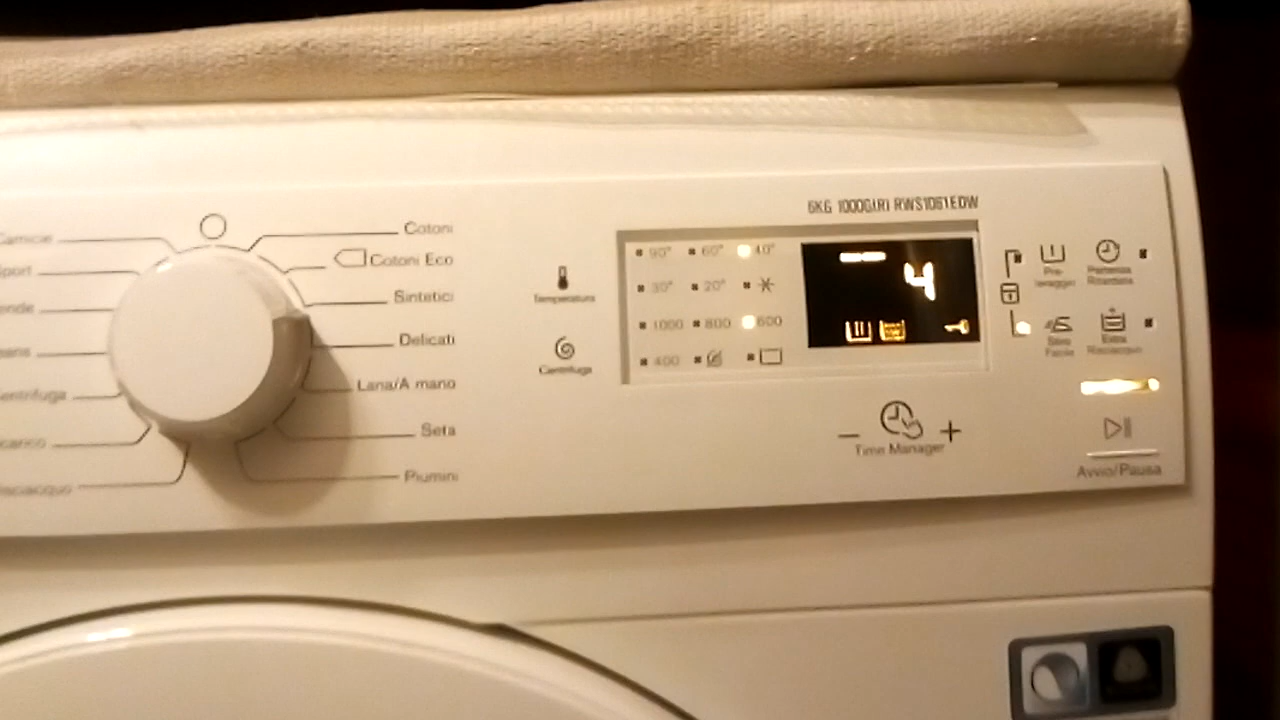 6KG 1000G(R) RWS1061EDW
Cotoni
Camicie
Cotoni Eco
Sport
Sintetici
Delicati
Lana/A mano
Centrifuga
Seta
Piumini
Risciacquo
Temperatura
Centrifuga
90° 60° 40°
30° 20°
1000 800 600
400
4
Pre-lavaggio
Partenza Ritardata
Stiro Facile
Extra Risciacquo
- +
Time Manager
Avvio/Pausa